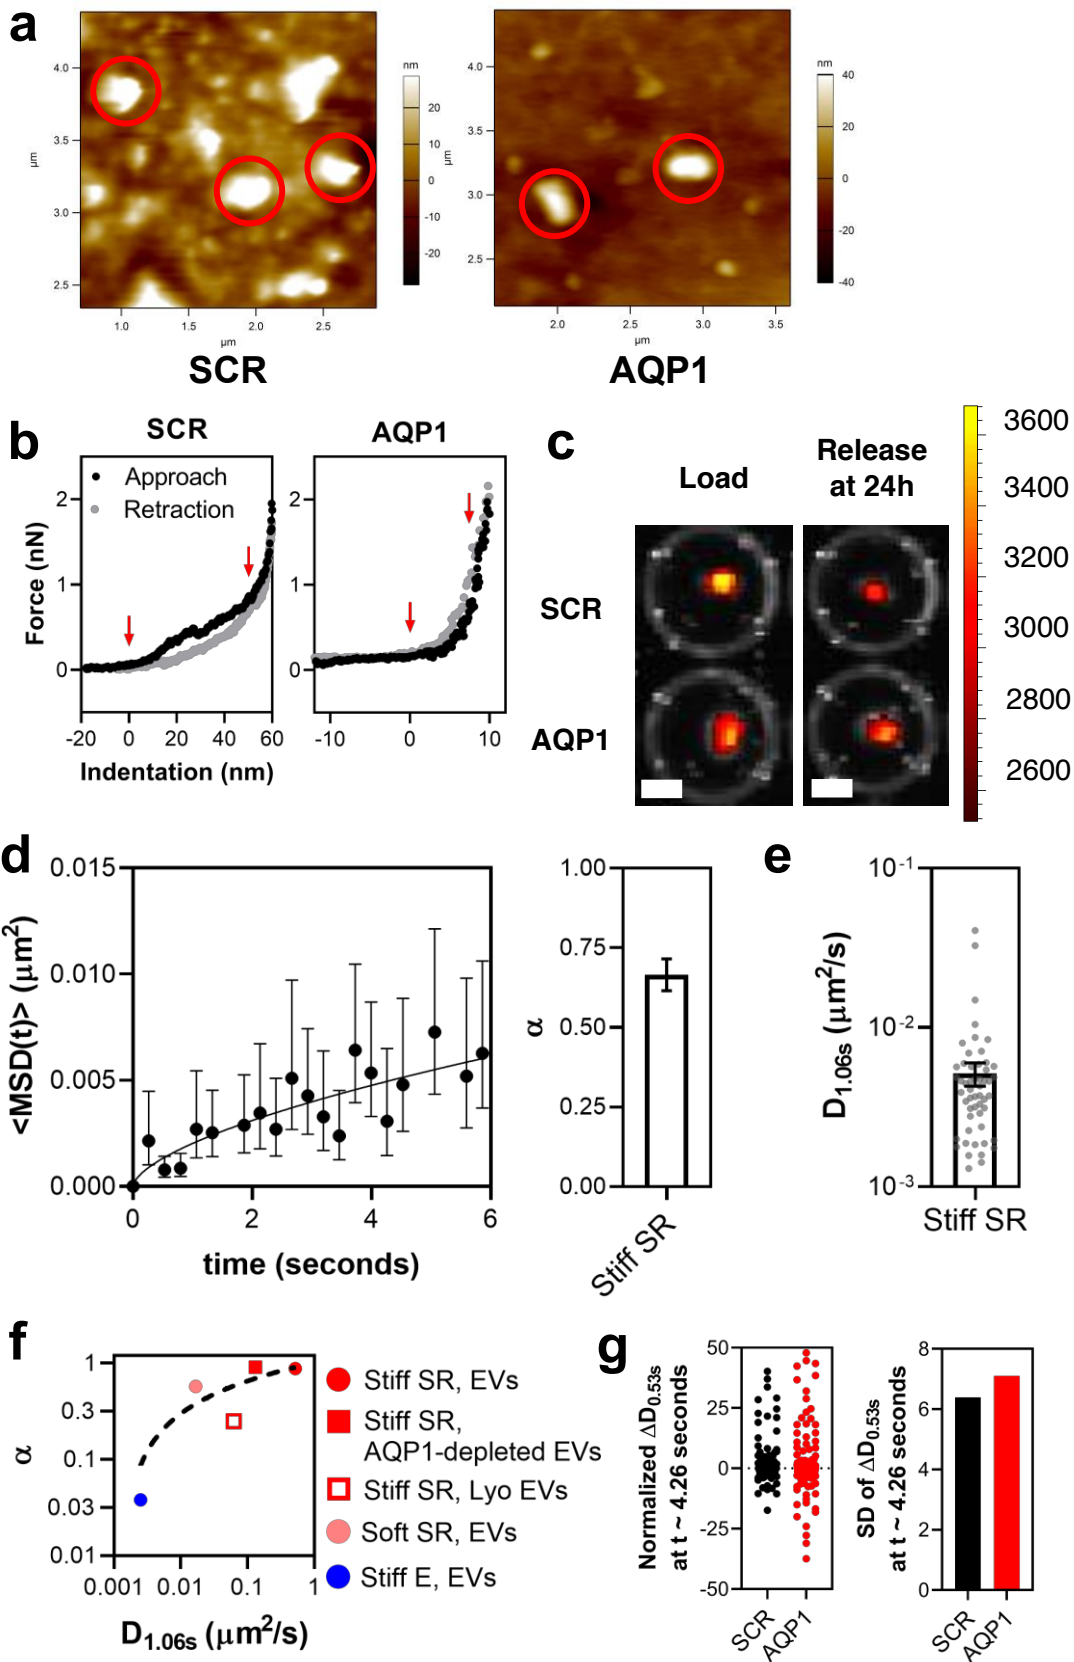 a
nm
4.0
3.5
3.0
2.5
μm
1.0
1.5
2.0
2.5
μm
20
10
0
-10
-20
SCR
nm
4.0
3.5
3.0
2.5
μm
2.0
2.5
3.0
3.5
μm
40
20
0
-20
-40
AQP1
b
SCR
AQP1
Approach
Retraction
Force (nN)
2
1
0
-20 0 20 40 60
Indentation (nm)
2
1
0
-10 0 10
c
Load
Release
at 24h
SCR
AQP1
3600
3400
3200
3000
2800
2600
d
<MSD(t)> (μm²)
0.015
0.010
0.005
0.000
0 2 4 6
time (seconds)
α
1.00
0.75
0.50
0.25
0.00
Stiff SR
e
D1.06s (μm²/s)
10⁻¹
10⁻²
10⁻³
Stiff SR
f
α
1
0.3
0.1
0.03
0.01
0.001 0.01 0.1 1
D1.06s (μm²/s)
Stiff SR, EVs
Stiff SR,
AQP1-depleted EVs
Stiff SR, Lyo EVs
Soft SR, EVs
Stiff E, EVs
g
Normalized ΔD0.53s
at t ~ 4.26 seconds
50
25
0
-25
-50
SCR
AQP1
SD of ΔD0.53s
at t ~ 4.26 seconds
8
6
4
2
0
SCR
AQP1